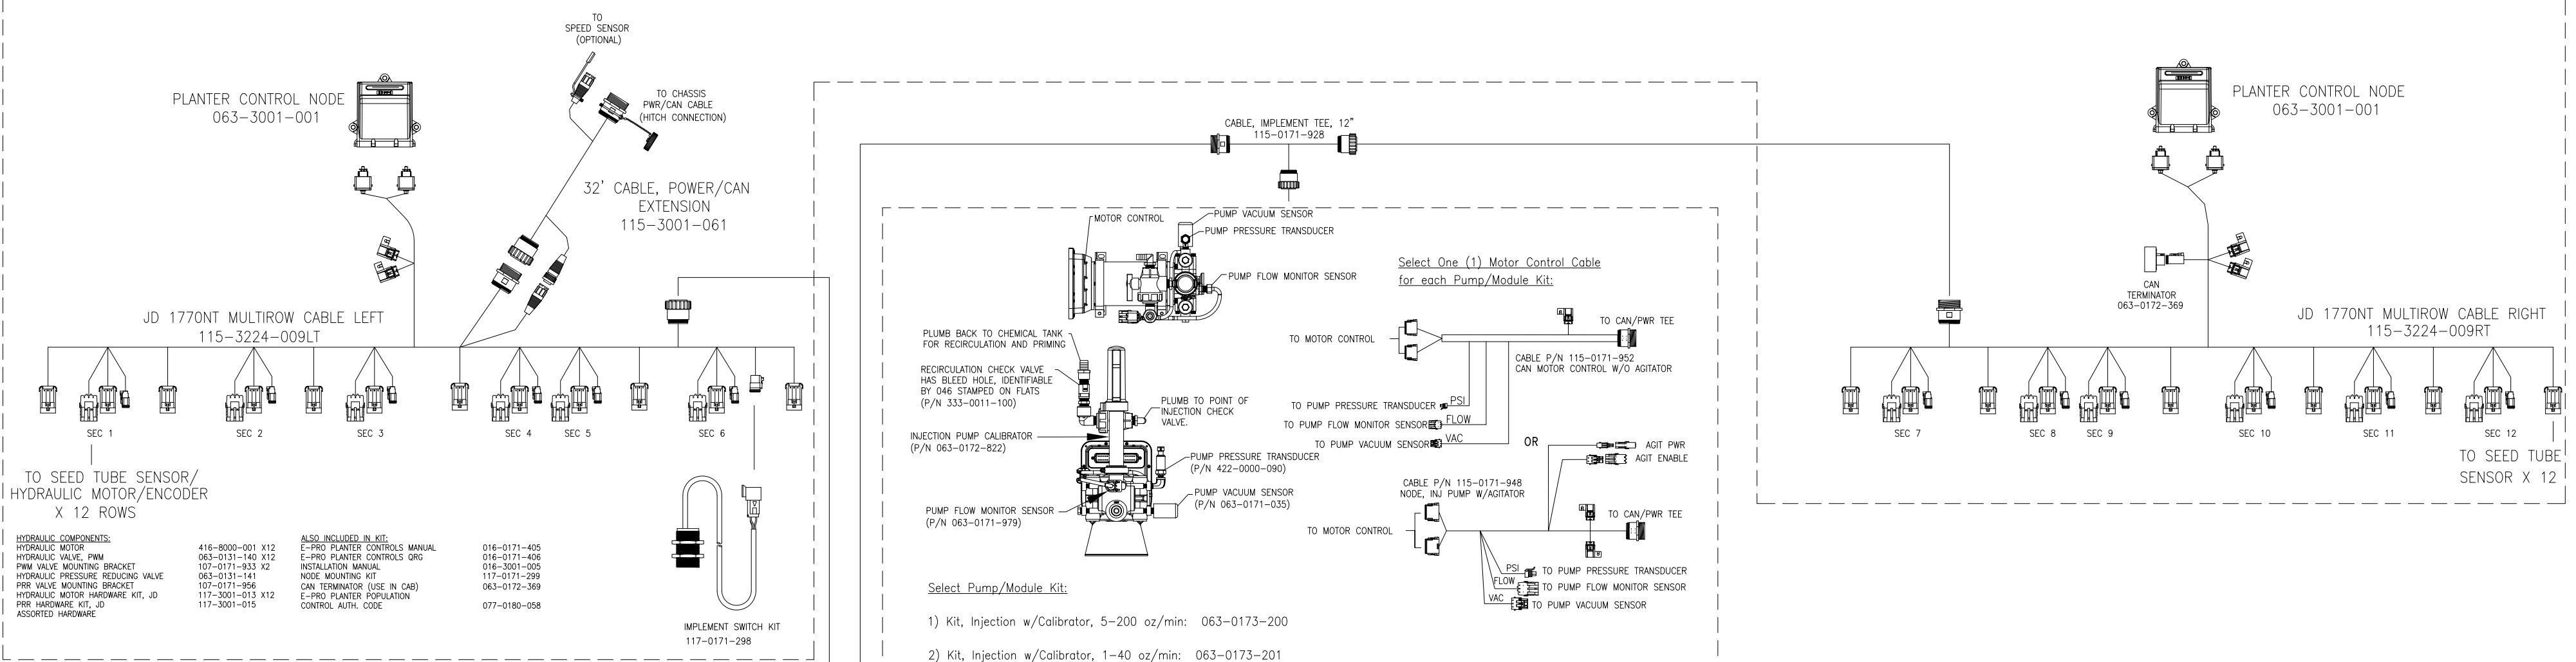 TO
SPEED SENSOR
(OPTIONAL)
PLANTER CONTROL NODE
063-3001-001
TO CHASSIS
PWR/CAN CABLE
(HITCH CONNECTION)
32' CABLE, POWER/CAN
EXTENSION
115-3001-061
JD 1770NT MULTIROW CABLE LEFT
115-3224-009LT
SEC 1
SEC 2
SEC 3
SEC 4
SEC 5
SEC 6
TO SEED TUBE SENSOR/
HYDRAULIC MOTOR/ENCODER
X 12 ROWS
HYDRAULIC COMPONENTS:
HYDRAULIC MOTOR 416-8000-001 X12
HYDRAULIC VALVE, PWM 063-0131-140 X12
PWM VALVE MOUNTING BRACKET 107-0171-933 X2
HYDRAULIC PRESSURE REDUCING VALVE 063-0131-141
PRR VALVE MOUNTING BRACKET 107-0171-956
HYDRAULIC MOTOR HARDWARE KIT, JD 117-3001-013 X12
PRR HARDWARE KIT, JD 117-3001-015
ASSORTED HARDWARE
ALSO INCLUDED IN KIT:
E-PRO PLANTER CONTROLS MANUAL 016-0171-405
E-PRO PLANTER CONTROLS QRG 016-0171-406
INSTALLATION MANUAL 016-3001-005
NODE MOUNTING KIT 117-0171-299
CAN TERMINATOR (USE IN CAB) 063-0172-369
E-PRO PLANTER POPULATION
CONTROL AUTH. CODE 077-0180-058
IMPLEMENT SWITCH KIT
117-0171-298
CABLE, IMPLEMENT TEE, 12"
115-0171-928
MOTOR CONTROL
PUMP VACUUM SENSOR
PUMP PRESSURE TRANSDUCER
PUMP FLOW MONITOR SENSOR
PLUMB BACK TO CHEMICAL TANK
FOR RECIRCULATION AND PRIMING
RECIRCULATION CHECK VALVE
HAS BLEED HOLE, IDENTIFIABLE
BY 046 STAMPED ON FLATS
(P/N 333-0011-100)
PLUMB TO POINT OF
INJECTION CHECK
VALVE.
INJECTION PUMP CALIBRATOR
(P/N 063-0172-822)
PUMP PRESSURE TRANSDUCER
(P/N 422-0000-090)
PUMP VACUUM SENSOR
(P/N 063-0171-035)
PUMP FLOW MONITOR SENSOR
(P/N 063-0171-979)
Select Pump/Module Kit:
1) Kit, Injection w/Calibrator, 5-200 oz/min: 063-0173-200
2) Kit, Injection w/Calibrator, 1-40 oz/min: 063-0173-201
Select One (1) Motor Control Cable
for each Pump/Module Kit:
TO CAN/PWR TEE
TO MOTOR CONTROL
CABLE P/N 115-0171-952
CAN MOTOR CONTROL W/O AGITATOR
TO PUMP PRESSURE TRANSDUCER PSI
TO PUMP FLOW MONITOR SENSOR FLOW
TO PUMP VACUUM SENSOR VAC
OR
AGIT PWR
AGIT ENABLE
CABLE P/N 115-0171-948
NODE, INJ PUMP W/AGITATOR
TO CAN/PWR TEE
TO MOTOR CONTROL
PSI TO PUMP PRESSURE TRANSDUCER
FLOW TO PUMP FLOW MONITOR SENSOR
VAC TO PUMP VACUUM SENSOR
PLANTER CONTROL NODE
063-3001-001
CAN
TERMINATOR
063-0172-369
JD 1770NT MULTIROW CABLE RIGHT
115-3224-009RT
SEC 7
SEC 8
SEC 9
SEC 10
SEC 11
SEC 12
TO SEED TUBE
SENSOR X 12